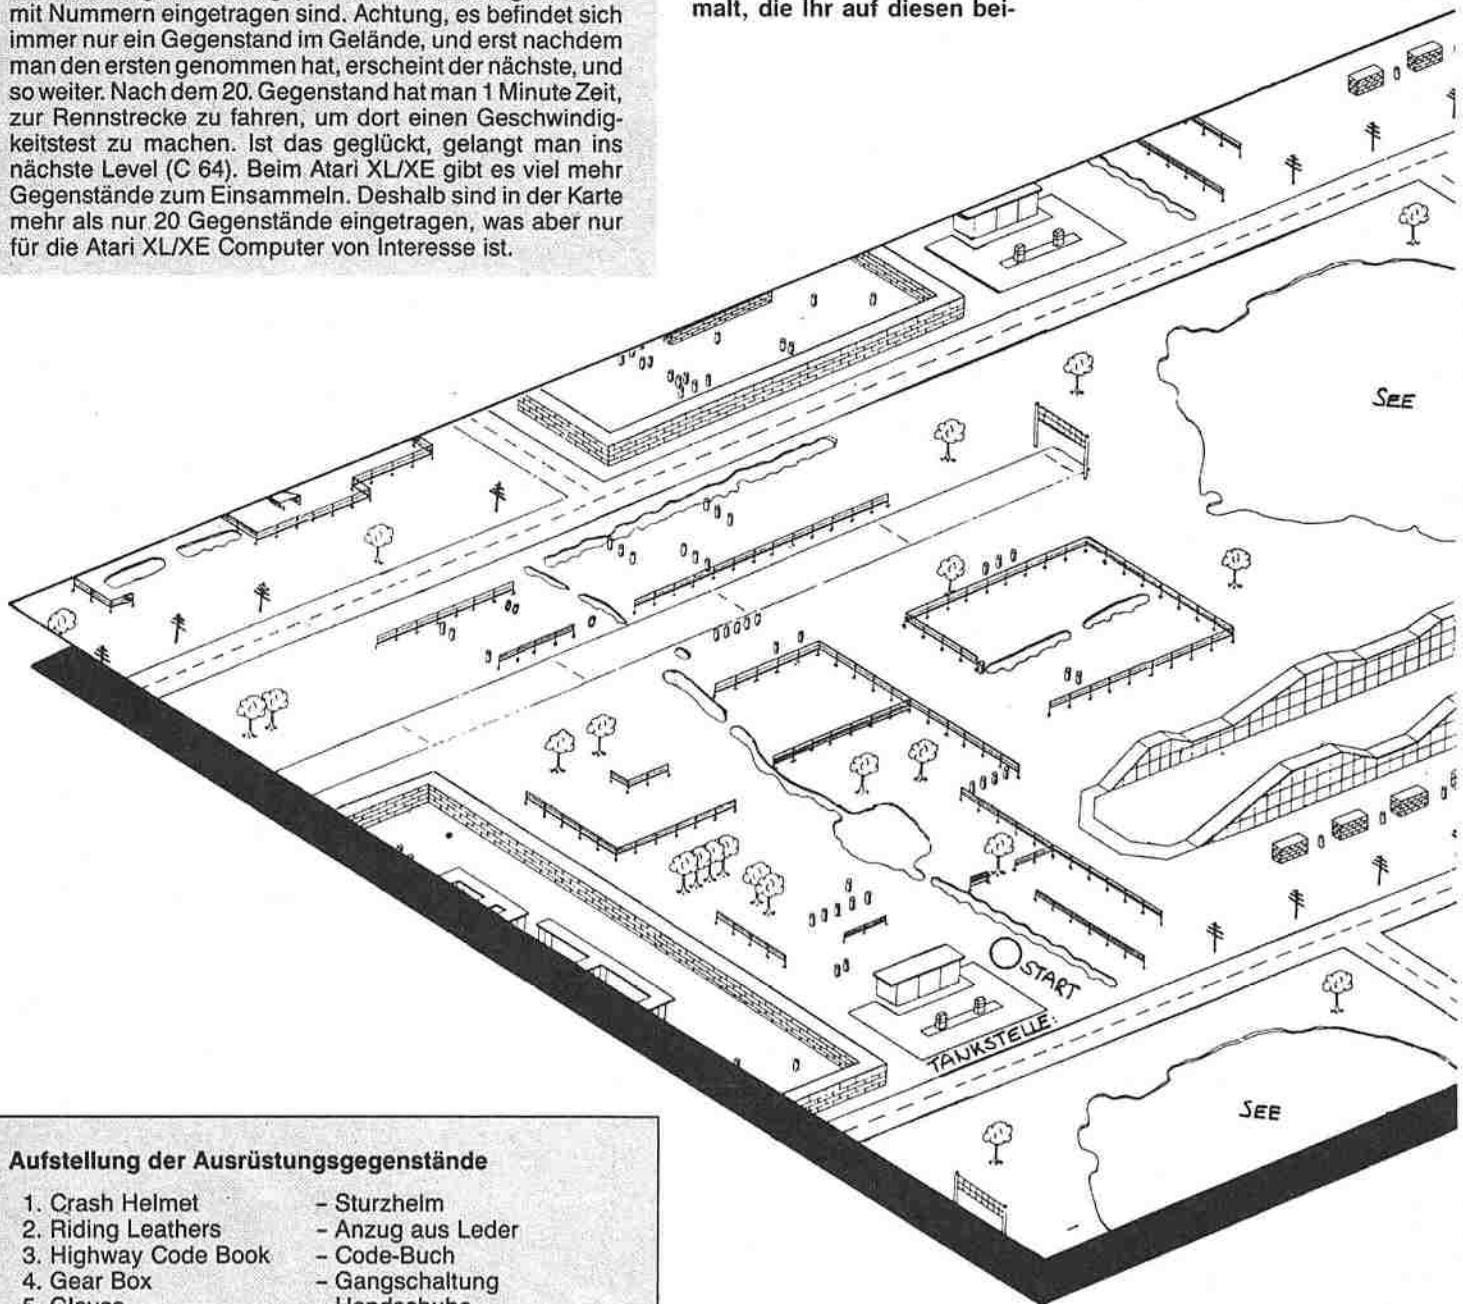 mit Nummern eingetragen sind. Achtung, es befindet sich
immer nur ein Gegenstand im Gelände, und erst nachdem
man den ersten genommen hat, erscheint der nächste, und
so weiter. Nach dem 20. Gegenstand hat man 1 Minute Zeit,
zur Rennstrecke zu fahren, um dort einen Geschwindig-
keitstest zu machen. Ist das geglückt, gelangt man ins
nächste Level (C 64). Beim Atari XL/XE gibt es viel mehr
Gegenstände zum Einsammeln. Deshalb sind in der Karte
mehr als nur 20 Gegenstände eingetragen, was aber nur
für die Atari XL/XE Computer von Interesse ist.
malt, die Ihr auf diesen bei-
SEE
START
TANKSTELLE:
SEE
Aufstellung der Ausrüstungsgegenstände
1. Crash Helmet – Sturzhelm
2. Riding Leathers – Anzug aus Leder
3. Highway Code Book – Code-Buch
4. Gear Box – Gangschaltung